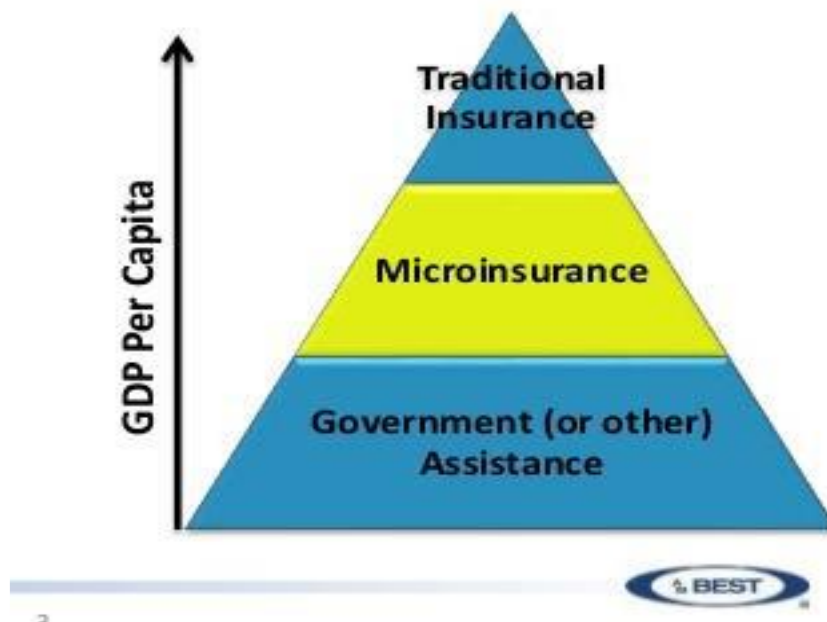 Traditional
Insurance
GDP Per Capita
Microinsurance
Government (or other)
Assistance
BEST